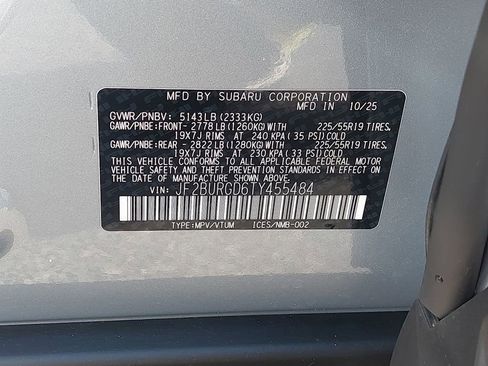 MFD BY SUBARU CORPORATION
MFD IN 10/25
GVWR/PNBV: 5143LB (2333KG)
GAWR/PNBE:FRONT- 2778LB (1260KG)WITH 225/55R19 TIRES,
19X7J RIMS AT 240 KPA (35 PSI)COLD
GAWR/PNBE:REAR - 2822LB (1280KG)WITH 225/55R19 TIRES,
19X7J RIMS AT 230 KPA (33 PSI)COLD
THIS VEHICLE CONFORMS TO ALL APPLICABLE FEDERAL MOTOR
VEHICLE SAFETY, BUMPER, AND THEFT PREVENTION STANDARDS IN EFFECT
ON THE DATE OF MANUFACTURE SHOWN ABOVE.
VIN: JF2BURGD6TY455484
TYPE:MPV/VTUM ICES/NMB-002